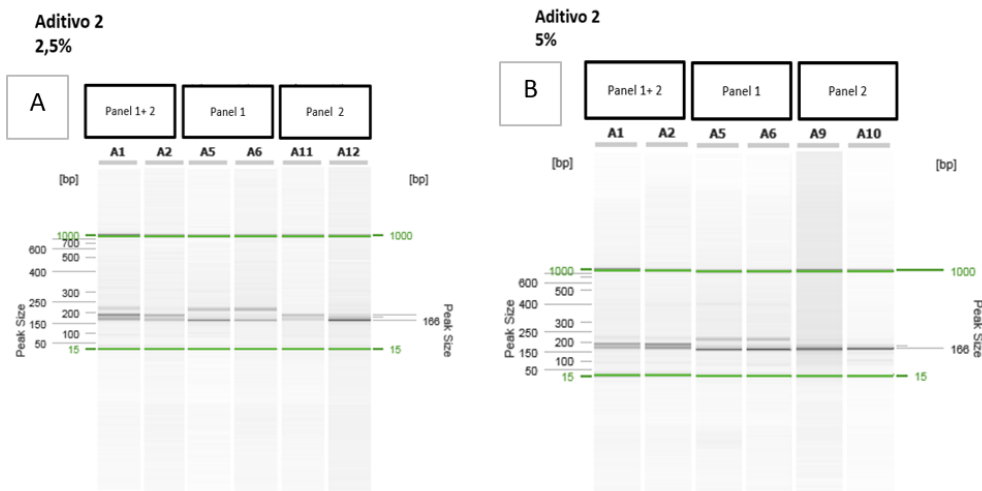 Aditivo 2
2,5%
A
Panel 1+ 2
Panel 1
Panel 2
A1 A2 A5 A6 A11 A12
[bp] [bp]
1000 1000
700
600
500
400
300
250
200
166
150
100
50
15 15
Peak Size Peak Size
Aditivo 2
5%
B
Panel 1+ 2
Panel 1
Panel 2
A1 A2 A5 A6 A9 A10
[bp] [bp]
1000 1000
600
500
400
300
250
200
166
150
100
50
15 15
Peak Size Peak Size